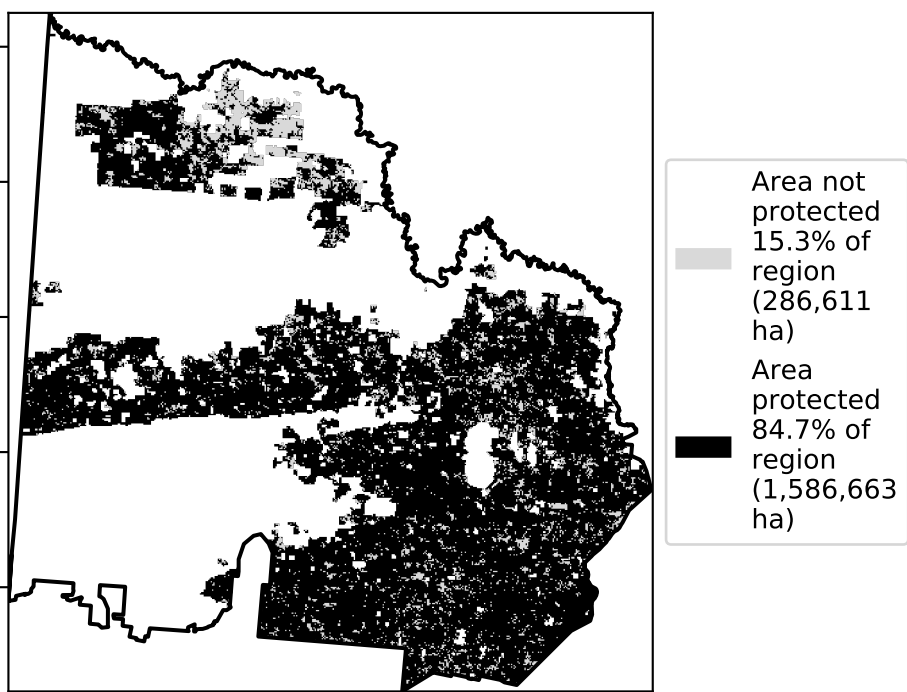 Area not
protected
15.3% of
region
(286,611
ha)
Area
protected
84.7% of
region
(1,586,663
ha)